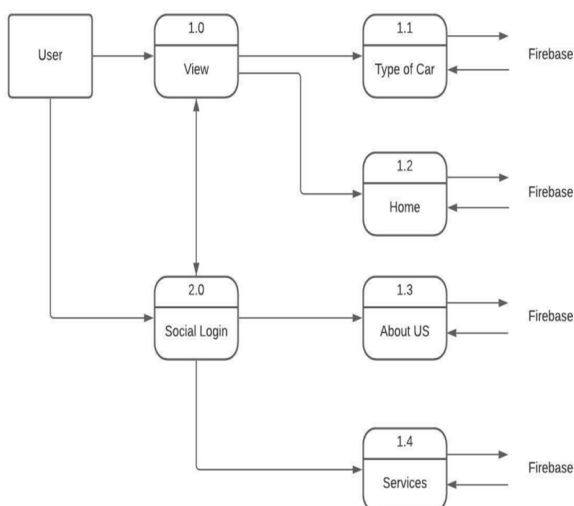 User
1.0
View
1.1
Type of Car
Firebase
1.2
Home
Firebase
2.0
Social Login
1.3
About US
Firebase
1.4
Services
Firebase